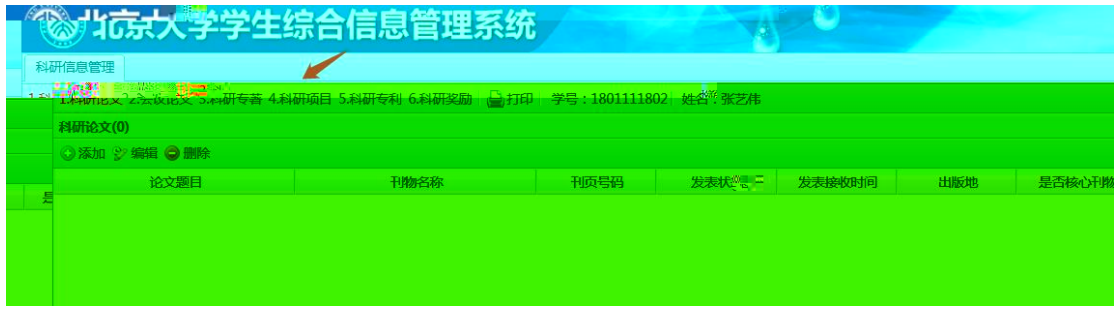 北京大学学生综合信息管理系统
科研信息管理
1.科研论文 2.会议论文 3.科研专著 4.科研项目 5.科研专利 6.科研奖励 打印 学号：1801111802 姓名：张艺伟
科研论文(0)
添加 编辑 删除
论文题目 刊物名称 刊页号码 发表状 发表接收时间 出版地 是否核心刊物